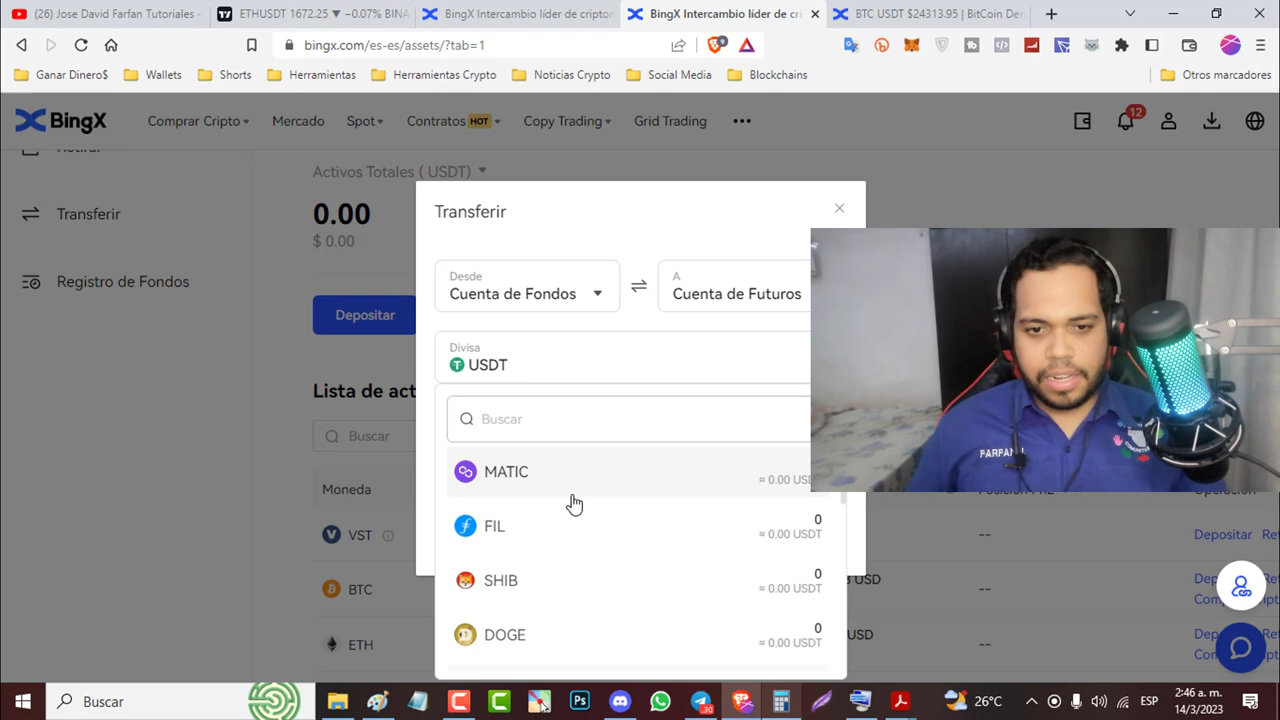 (26) Jose David Farfan Tutoriales -
ETHUSDT 1672.25 ▼ −0.07% BINA
BingX Intercambio líder de cripton
BingX Intercambio líder de cri
BTC USDT $24313.95 | BitCoin De
bingx.com/es-es/assets/?tab=1
9
Ganar Dinero$
Wallets
Shorts
Herramientas
Herramientas Crypto
Noticias Crypto
Social Media
Blockchains
Otros marcadores
BingX
Comprar Cripto
Mercado
Spot
Contratos HOT
Copy Trading
Grid Trading
12
Retirar
Transferir
Registro de Fondos
Activos Totales ( USDT)
0.00
$ 0.00
Depositar
Lista de act
Buscar
Moneda
VST
BTC
ETH
Transferir
Desde
Cuenta de Fondos
A
Cuenta de Futuros
Divisa
USDT
Buscar
MATIC
≈ 0.00 USD
FIL
0
≈ 0.00 USDT
SHIB
0
≈ 0.00 USDT
DOGE
0
≈ 0.00 USDT
FARFAN
--
Depositar
Ret
USD
--
USD
--
Buscar
30
26°C
ESP
2:46 a. m.
14/3/2023